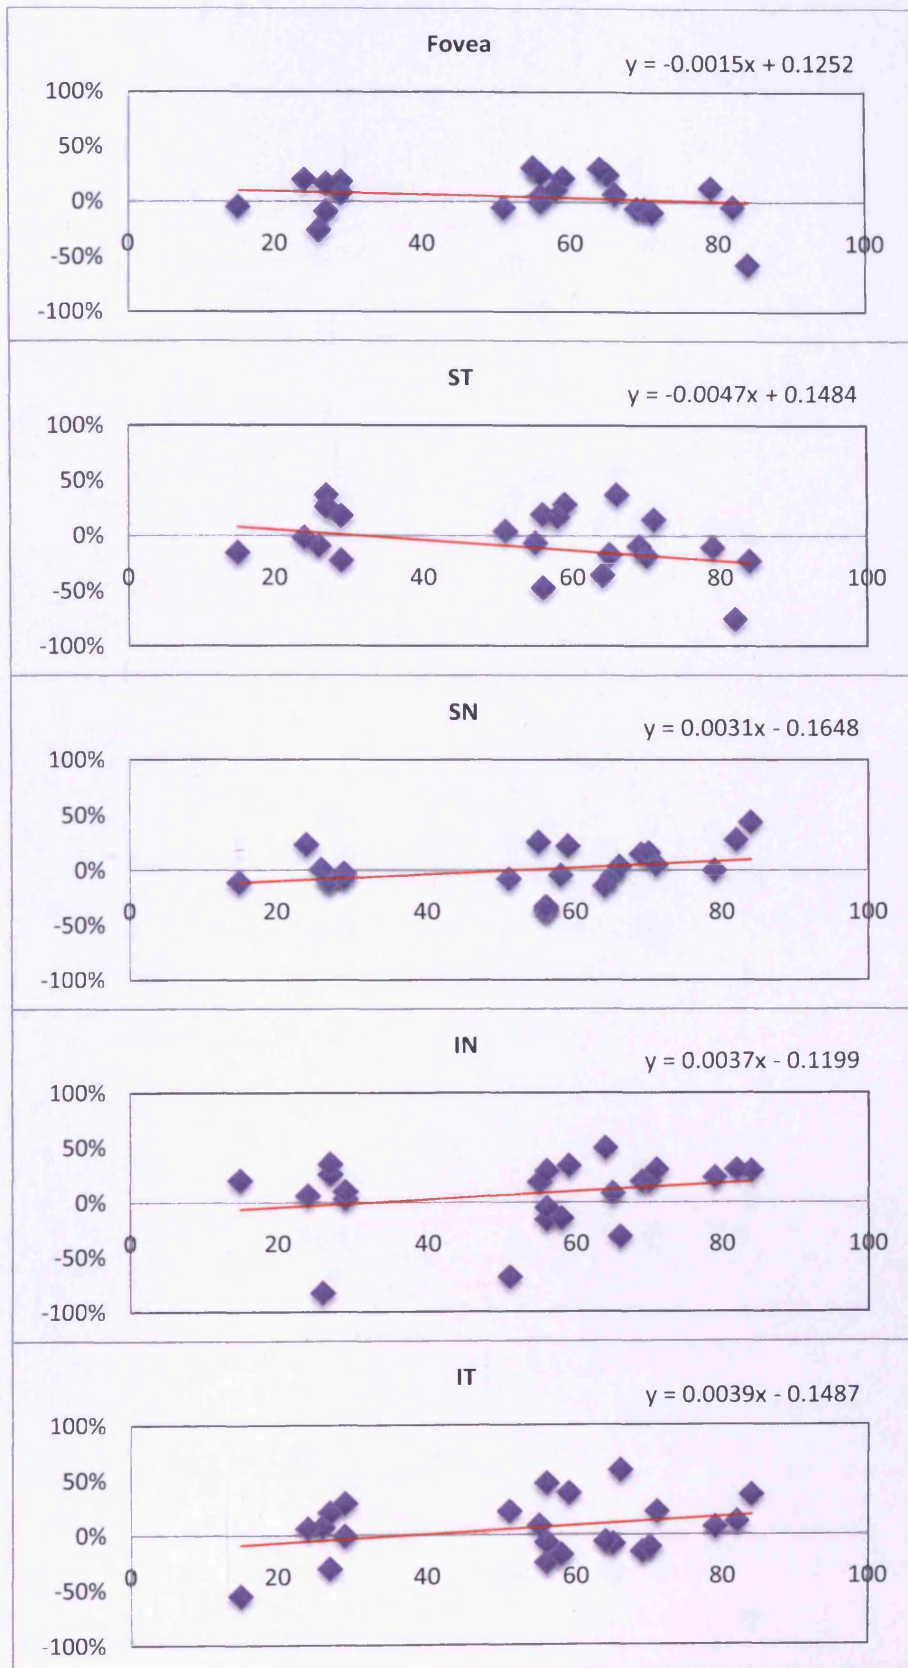 Fovea
y = -0.0015x + 0.1252
100%
50%
0%
0 20 40 60 80 100
-50%
-100%
ST
y = -0.0047x + 0.1484
100%
50%
0%
0 20 40 60 80 100
-50%
-100%
SN
y = 0.0031x - 0.1648
100%
50%
0%
0 20 40 60 80 100
-50%
-100%
IN
y = 0.0037x - 0.1199
100%
50%
0%
0 20 40 60 80 100
-50%
-100%
IT
y = 0.0039x - 0.1487
100%
50%
0%
0 20 40 60 80 100
-50%
-100%